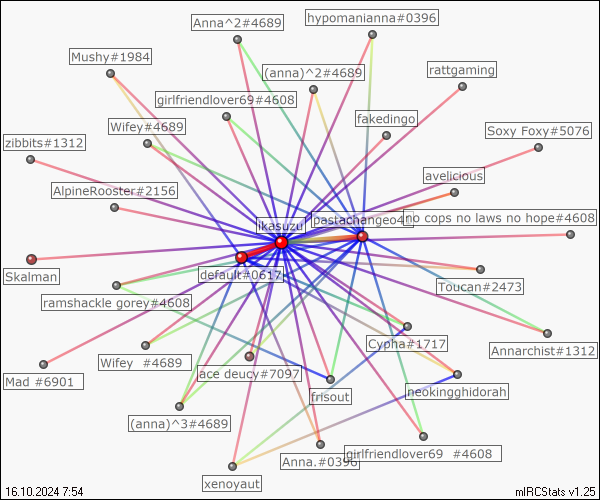 Anna^2#4689
hypomanianna#0396
Mushy#1984
(anna)^2#4689
rattgaming
girlfriendlover69#4608
fakedingo
Wifey#4689
Soxy Foxy#5076
zibbits#1312
avelicious
AlpineRooster#2156
ikasuzu
pastachangeo4
no cops no laws no hope#4608
Skalman
default#0617
Toucan#2473
ramshackle gorey#4608
Cypha#1717
Annarchist#1312
Wifey #4689
Mad #6901
ace deucy#7097
neokingghidorah
frisout
(anna)^3#4689
girlfriendlover69 #4608
Anna.#0396
xenoyaut
16.10.2024 7:54
mIRCStats v1.25